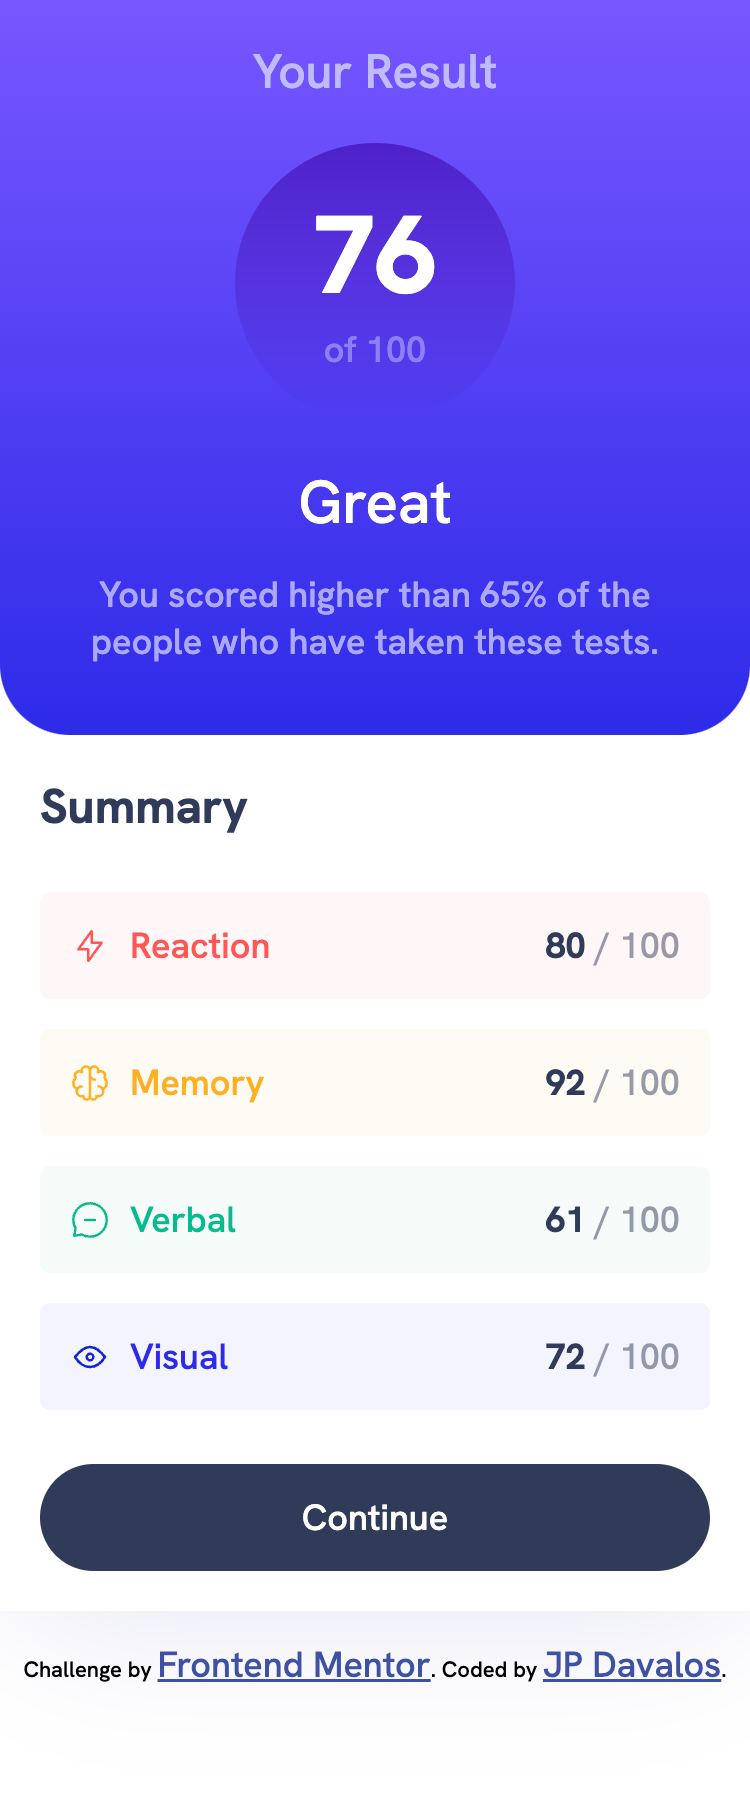 Your Result
76
of 100
Great
You scored higher than 65% of the
people who have taken these tests.
Summary
Reaction 80 / 100
Memory 92 / 100
Verbal 61 / 100
Visual 72 / 100
Continue
Challenge by Frontend Mentor. Coded by JP Davalos.